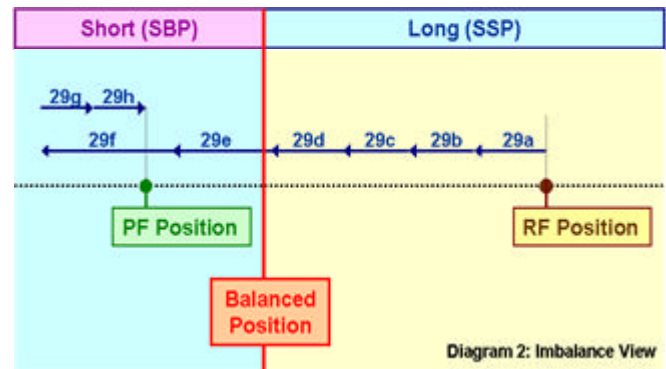 Short (SBP) Long (SSP)
29g 29h
29f 29e 29d 29c 29b 29a
PF Position RF Position
Balanced
Position
Diagram 2: Imbalance View